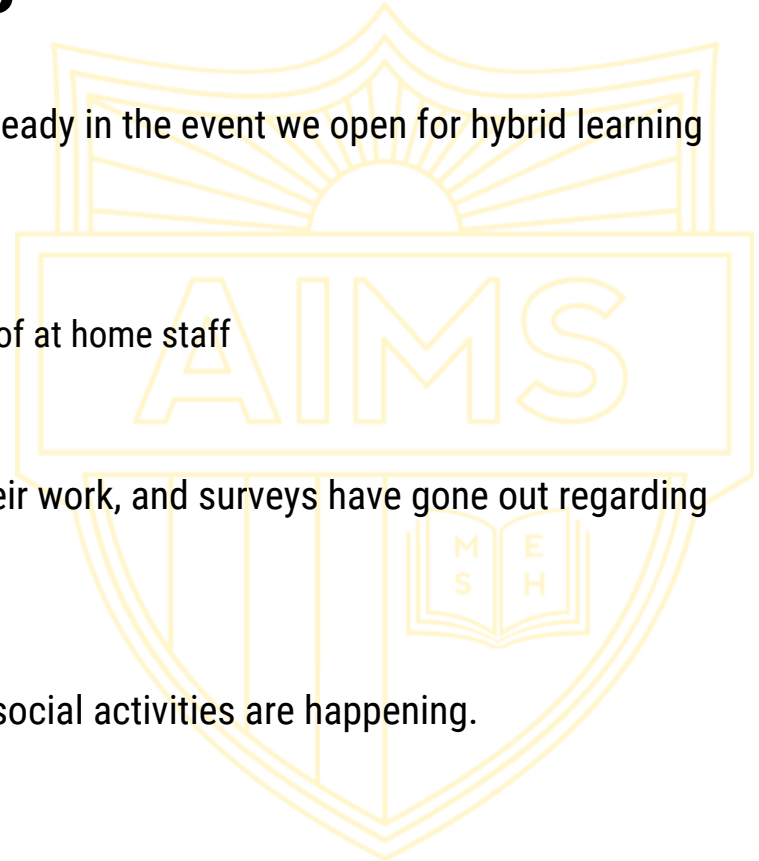 eady in the event we open for hybrid learning
AIMS
of at home staff
eir work, and surveys have gone out regarding
M E
S H
social activities are happening.